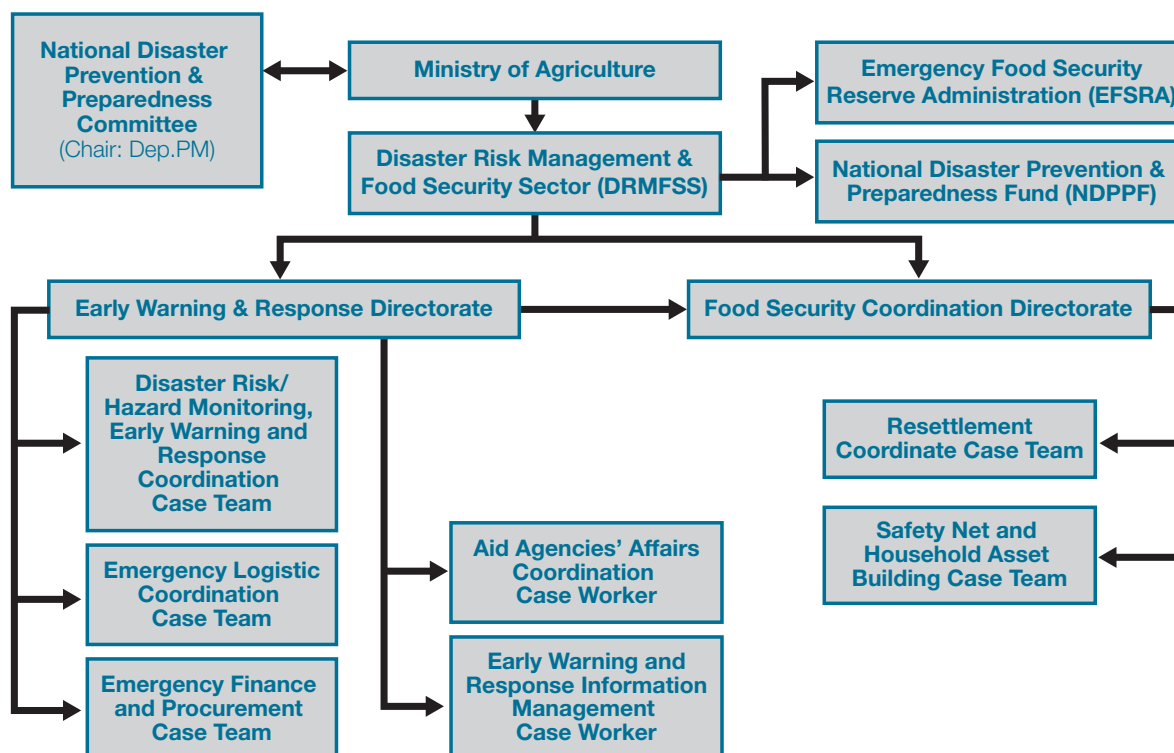 National Disaster
Prevention &
Preparedness
Committee
(Chair: Dep.PM)
Ministry of Agriculture
Emergency Food Security
Reserve Administration (EFSRA)
Disaster Risk Management &
Food Security Sector (DRMFSS)
National Disaster Prevention &
Preparedness Fund (NDPPF)
Early Warning & Response Directorate
Food Security Coordination Directorate
Disaster Risk/
Hazard Monitoring,
Early Warning and
Response
Coordination
Case Team
Emergency Logistic
Coordination
Case Team
Emergency Finance
and Procurement
Case Team
Aid Agencies’ Affairs
Coordination
Case Worker
Early Warning and
Response Information
Management
Case Worker
Resettlement
Coordinate Case Team
Safety Net and
Household Asset
Building Case Team